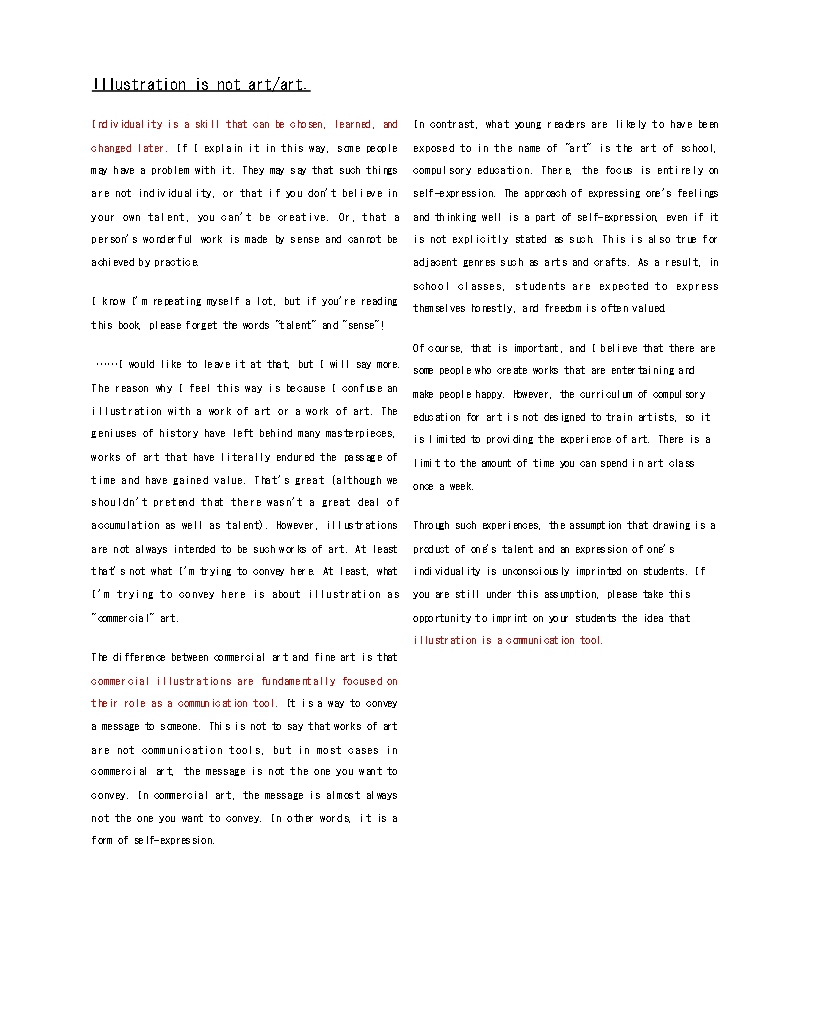 Illustration is not art/art.
Individuality is a skill that can be chosen, learned, and
changed later. If I explain it in this way, some people
may have a problem with it. They may say that such things
are not individuality, or that if you don't believe in
your own talent, you can't be creative. Or, that a
person's wonderful work is made by sense and cannot be
achieved by practice.
I know I'm repeating myself a lot, but if you're reading
this book, please forget the words "talent" and "sense"!
……I would like to leave it at that, but I will say more.
The reason why I feel this way is because I confuse an
illustration with a work of art or a work of art. The
geniuses of history have left behind many masterpieces,
works of art that have literally endured the passage of
time and have gained value. That's great (although we
shouldn't pretend that there wasn't a great deal of
accumulation as well as talent). However, illustrations
are not always intended to be such works of art. At least
that's not what I'm trying to convey here. At least, what
I'm trying to convey here is about illustration as
"commercial" art.
The difference between commercial art and fine art is that
commercial illustrations are fundamentally focused on
their role as a communication tool. It is a way to convey
a message to someone. This is not to say that works of art
are not communication tools, but in most cases in
commercial art, the message is not the one you want to
convey. In commercial art, the message is almost always
not the one you want to convey. In other words, it is a
form of self-expression.
In contrast, what young readers are likely to have been
exposed to in the name of "art" is the art of school,
compulsory education. There, the focus is entirely on
self-expression. The approach of expressing one's feelings
and thinking well is a part of self-expression, even if it
is not explicitly stated as such. This is also true for
adjacent genres such as arts and crafts. As a result, in
school classes, students are expected to express
themselves honestly, and freedom is often valued.
Of course, that is important, and I believe that there are
some people who create works that are entertaining and
make people happy. However, the curriculum of compulsory
education for art is not designed to train artists, so it
is limited to providing the experience of art. There is a
limit to the amount of time you can spend in art class
once a week.
Through such experiences, the assumption that drawing is a
product of one's talent and an expression of one's
individuality is unconsciously imprinted on students. If
you are still under this assumption, please take this
opportunity to imprint on your students the idea that
illustration is a communication tool.